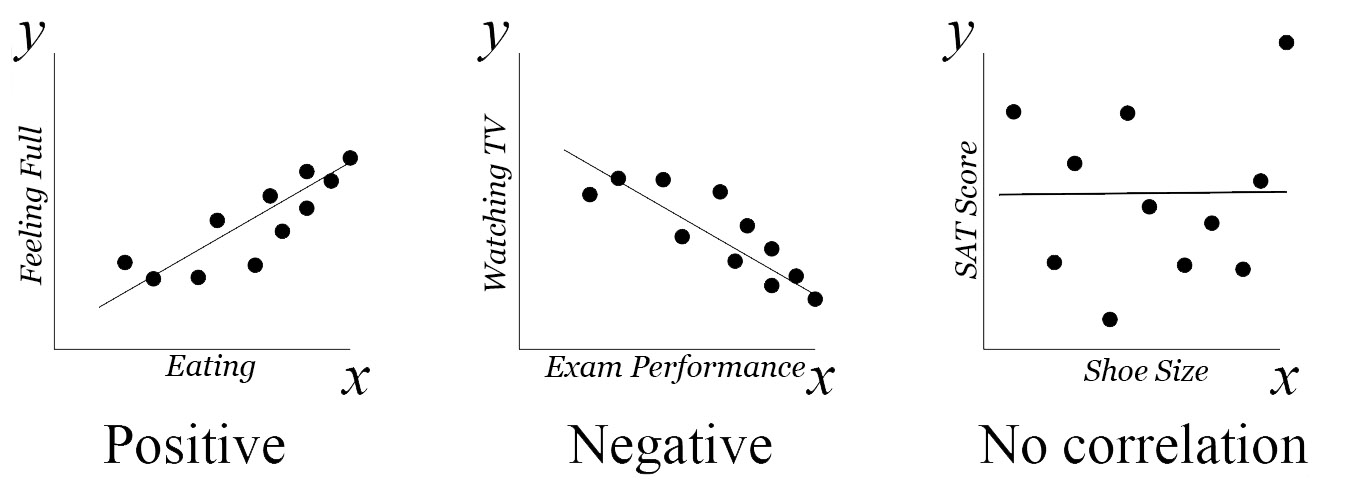 y
Feeling Full
Eating
x
Positive
y
Watching TV
Exam Performance
x
Negative
y
SAT Score
Shoe Size
x
No correlation